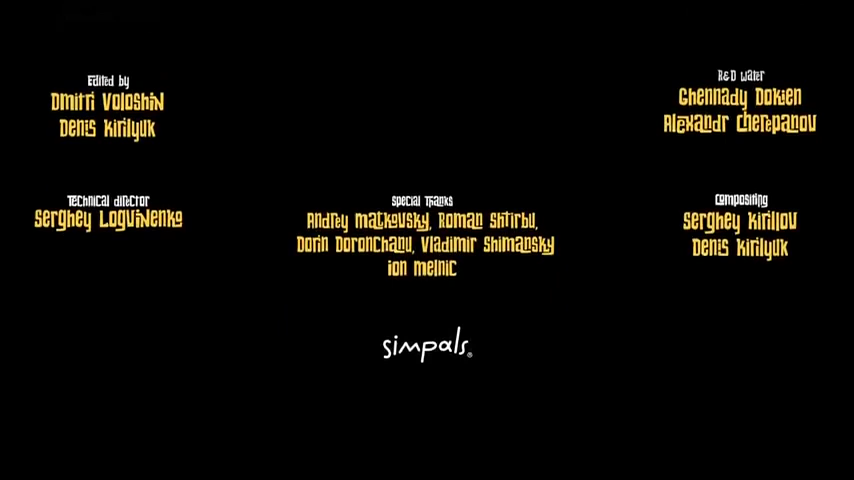 Edited by
Dmitri Voloshin
Denis Kirilyuk
R&D water
Ghennady Dokien
Alexandr Cherepanov
Technical director
Serghey Logvinenko
Special Thanks
Andrey Matkovsky, Roman Shtirbu,
Dorin Doronchanu, Vladimir Shimansky
ion melnic
Compositing
Serghey Kirillov
Denis Kirilyuk
simpals®